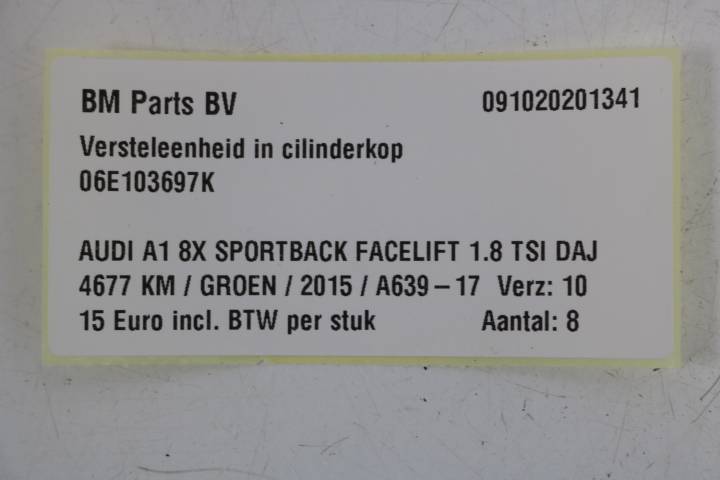 BM Parts BV 091020201341
Versteleenheid in cilinderkop
06E103697K
AUDI A1 8X SPORTBACK FACELIFT 1.8 TSI DAJ
4677 KM / GROEN / 2015 / A639-17 Verz: 10
15 Euro incl. BTW per stuk Aantal: 8